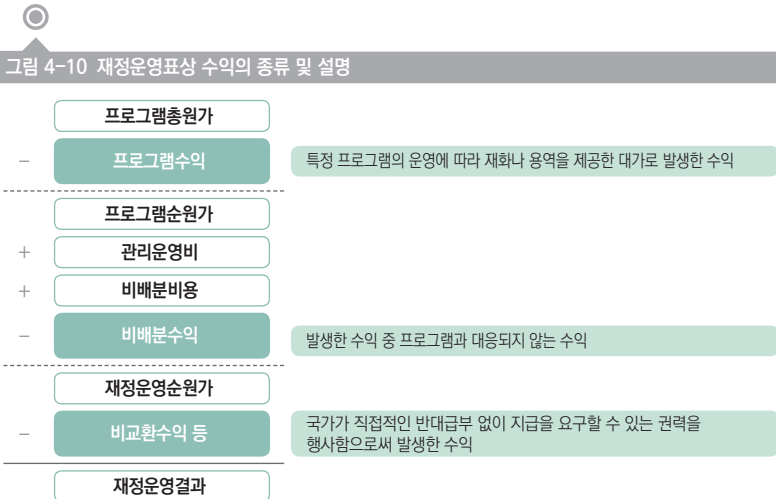 그림 4-10 재정운영표상 수익의 종류 및 설명
프로그램총원가
- 프로그램수익 특정 프로그램의 운영에 따라 재화나 용역을 제공한 대가로 발생한 수익
프로그램순원가
+ 관리운영비
+ 비배분비용
- 비배분수익 발생한 수익 중 프로그램과 대응되지 않는 수익
재정운영순원가
- 비교환수익 등 국가가 직접적인 반대급부 없이 지급을 요구할 수 있는 권력을
행사함으로써 발생한 수익
재정운영결과